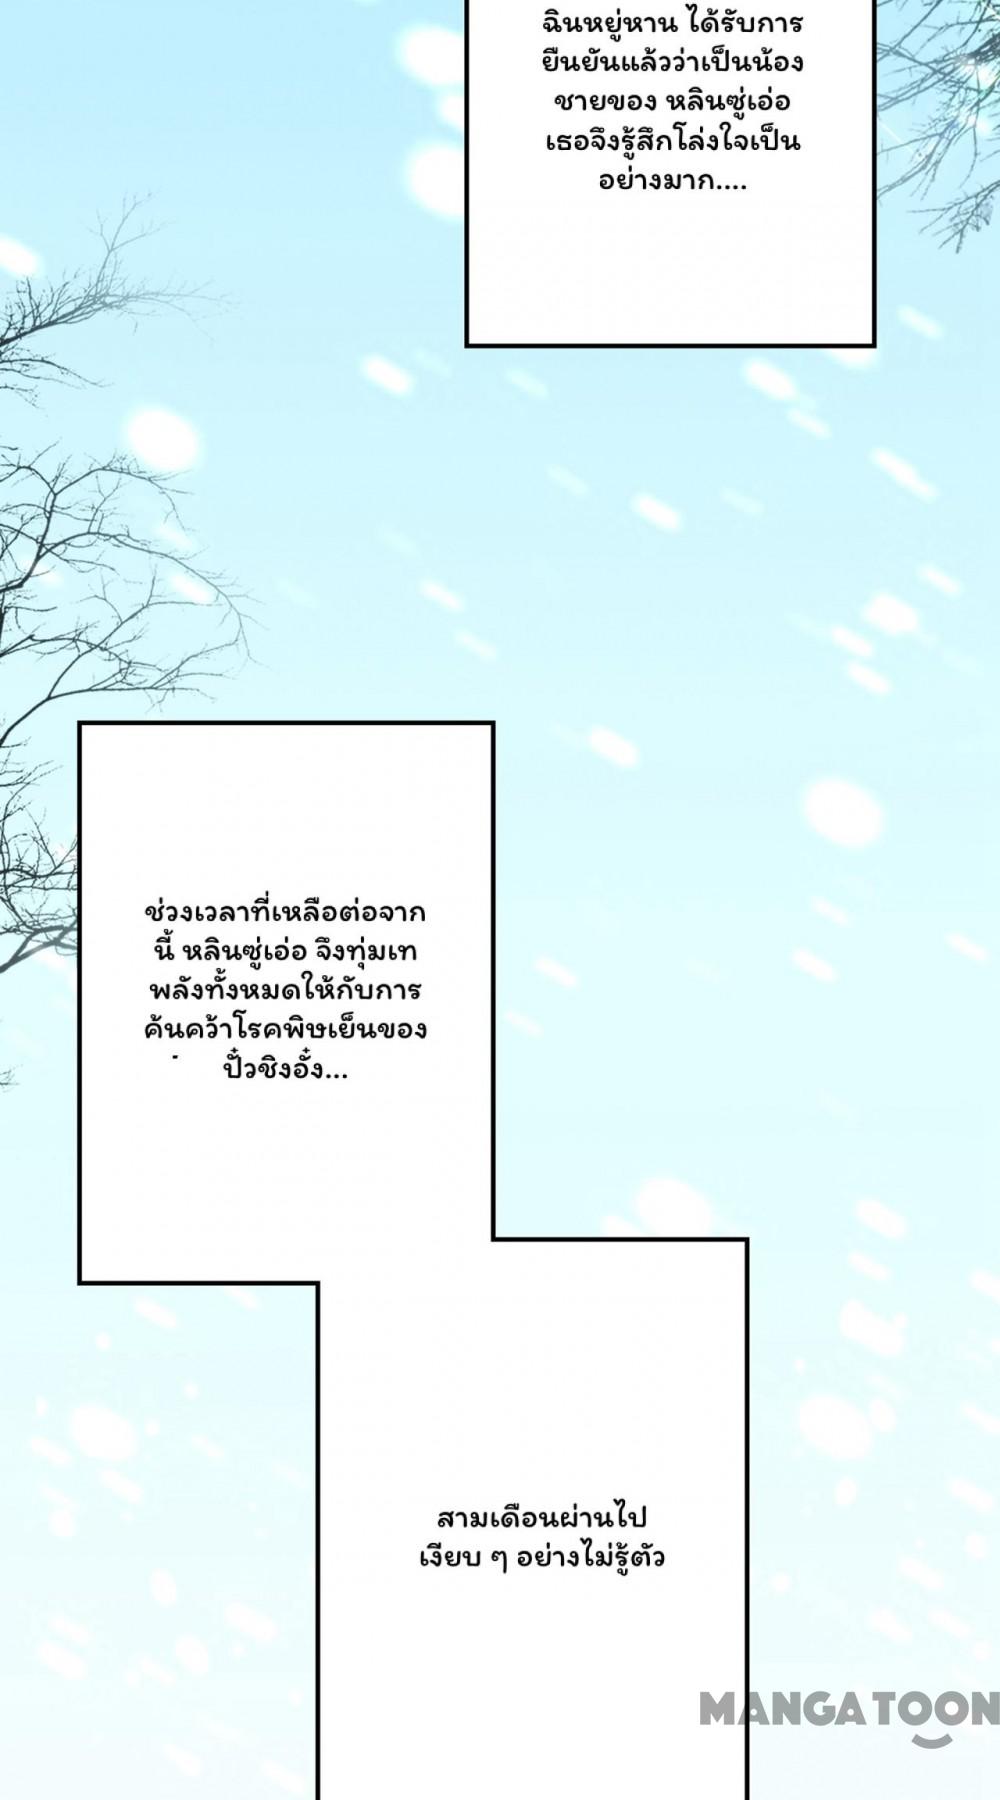 ฉินหยู่หาน ได้รับการ
ยืนยันแล้วว่าเป็นน้อง
ชายของ หลินซู่เอ่อ
เธอจึงรู้สึกโล่งใจเป็น
อย่างมาก....
ช่วงเวลาที่เหลือต่อจาก
นี้ หลินซู่เอ่อ จึงทุ่มเท
พลังทั้งหมดให้กับการ
ค้นคว้าโรคพิษเย็นของ
ปั๋วชิงอั๋ง...
สามเดือนผ่านไป
เงียบ ๆ อย่างไม่รู้ตัว
MANGATOON